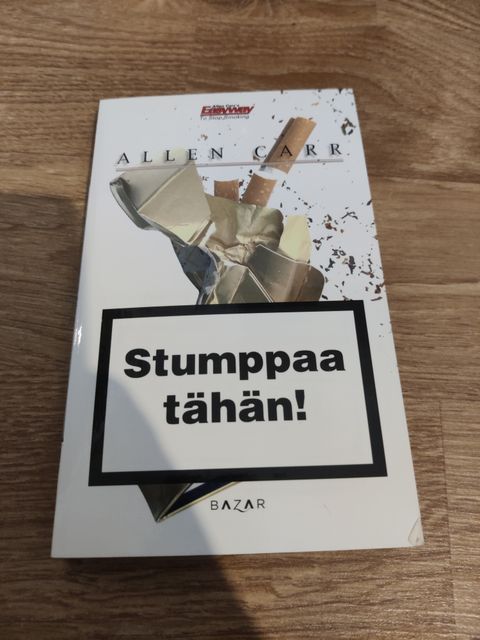 Allen Carr's
Easyway
To Stop Smoking
ALLEN CARR
Stumppaa
tähän!
BAZAR